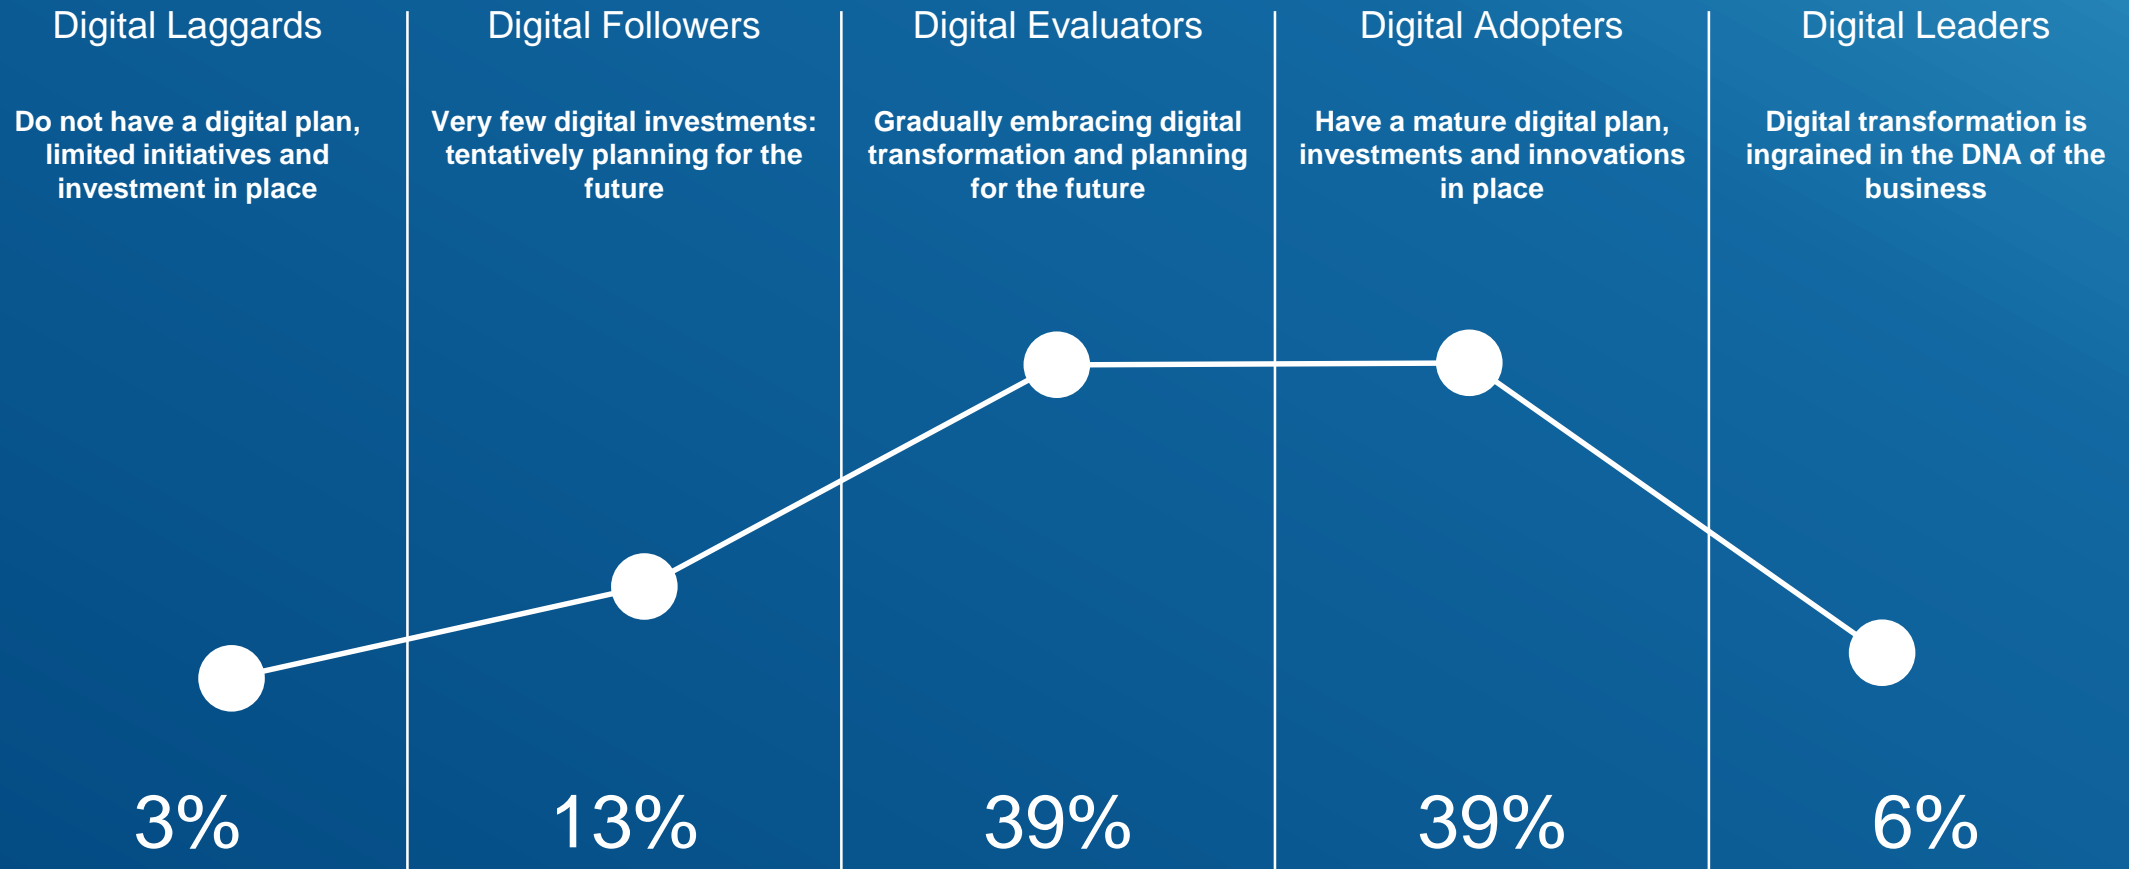 Digital Laggards
Do not have a digital plan,
limited initiatives and
investment in place
3%
Digital Followers
Very few digital investments:
tentatively planning for the
future
13%
Digital Evaluators
Gradually embracing digital
transformation and planning
for the future
39%
Digital Adopters
Have a mature digital plan,
investments and innovations
in place
39%
Digital Leaders
Digital transformation is
ingrained in the DNA of the
business
6%